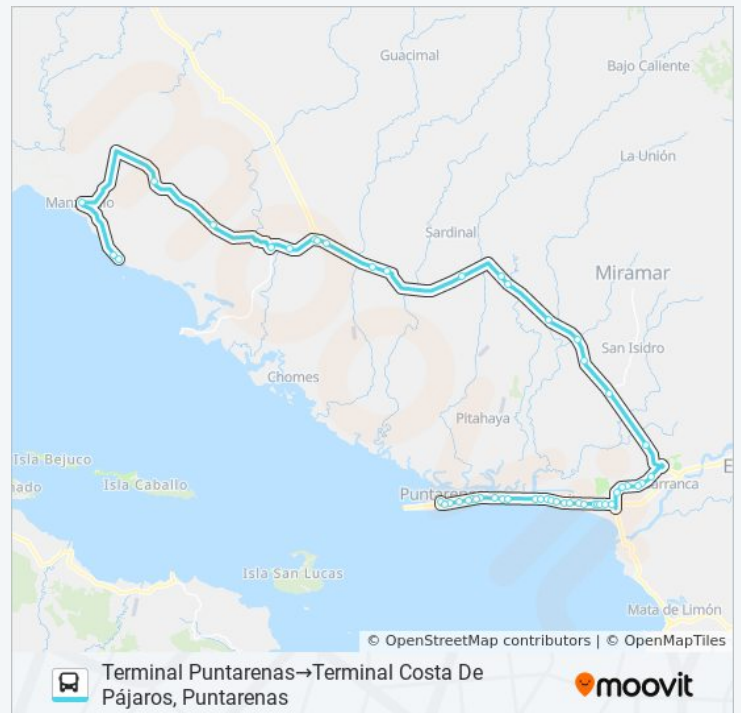 Guacimal
Bajo Caliente
La Unión
Sardinal
Miramar
San Isidro
Chomes
Pitahaya
Isla Bejuco
Isla Caballo
Isla San Lucas
Mata de Limón
© OpenStreetMap contributors | © OpenMapTiles
Terminal Puntarenas→Terminal Costa De
Pájaros, Puntarenas
moovit